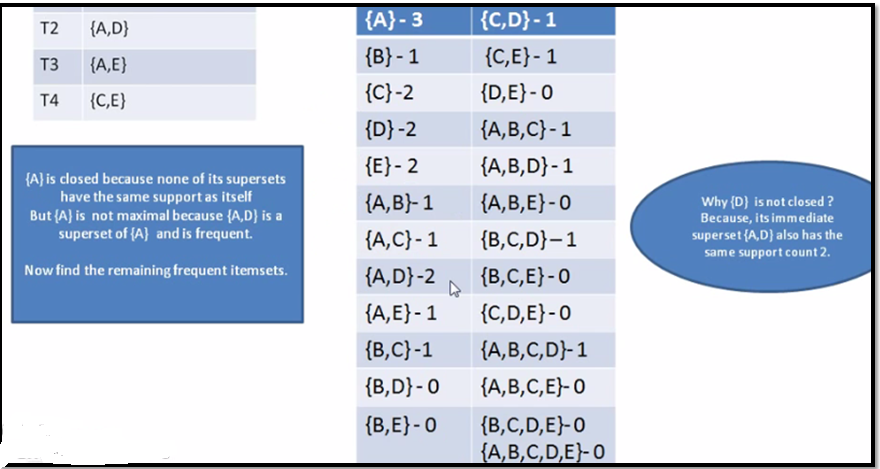 T2 {A,D}
T3 {A,E}
T4 {C,E}
{A} is closed because none of its supersets
have the same support as itself
But {A} is not maximal because {A,D} is a
superset of {A} and is frequent.
Now find the remaining frequent itemsets.
{A} - 3 {C,D} - 1
{B} - 1 {C,E} - 1
{C} -2 {D,E} - 0
{D} -2 {A,B,C} - 1
{E} - 2 {A,B,D} - 1
{A,B}- 1 {A,B,E} - 0
{A,C} - 1 {B,C,D}–1
{A,D} -2 {B,C,E} - 0
{A,E} - 1 {C,D,E} - 0
{B,C} -1 {A,B,C,D}- 1
{B,D} - 0 {A,B,C,E}- 0
{B,E} - 0 {B,C,D,E}-0
{A,B,C,D,E}- 0
Why {D} is not closed ?
Because, its immediate
superset {A,D} also has the
same support count 2.